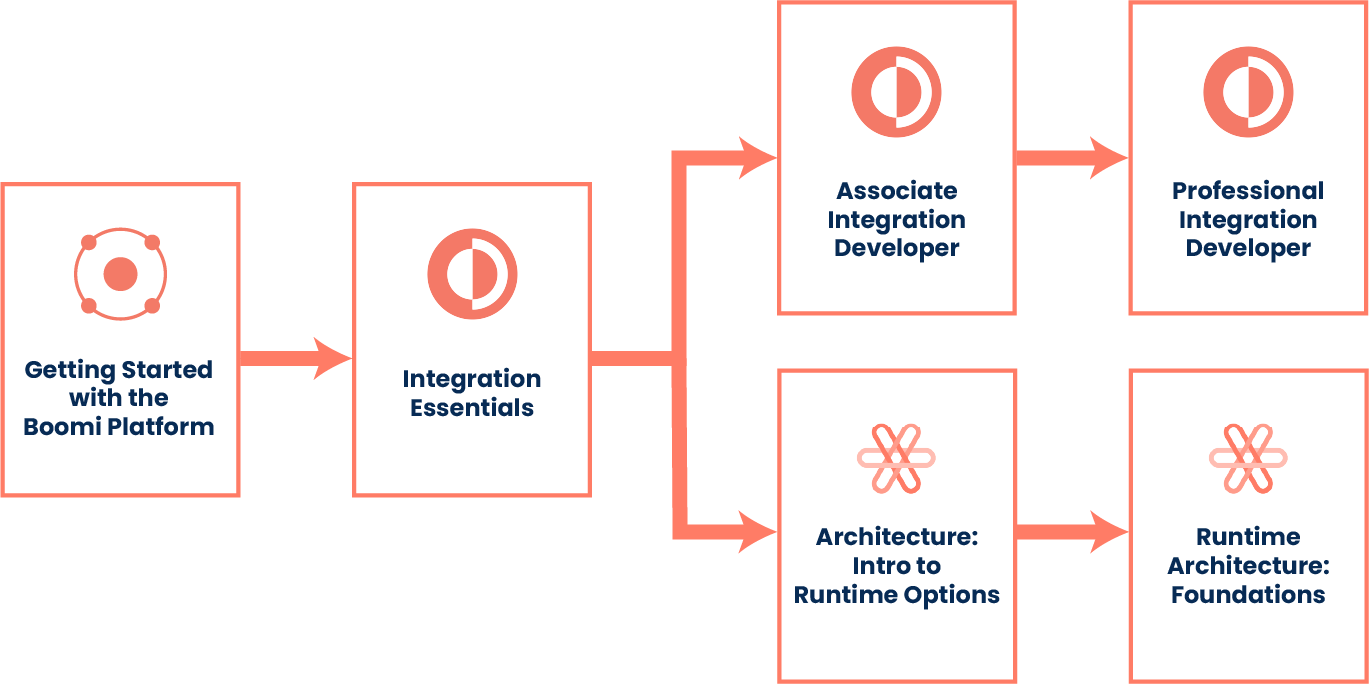 Getting Started
with the
Boomi Platform
Integration
Essentials
Associate
Integration
Developer
Professional
Integration
Developer
Architecture:
Intro to
Runtime Options
Runtime
Architecture:
Foundations